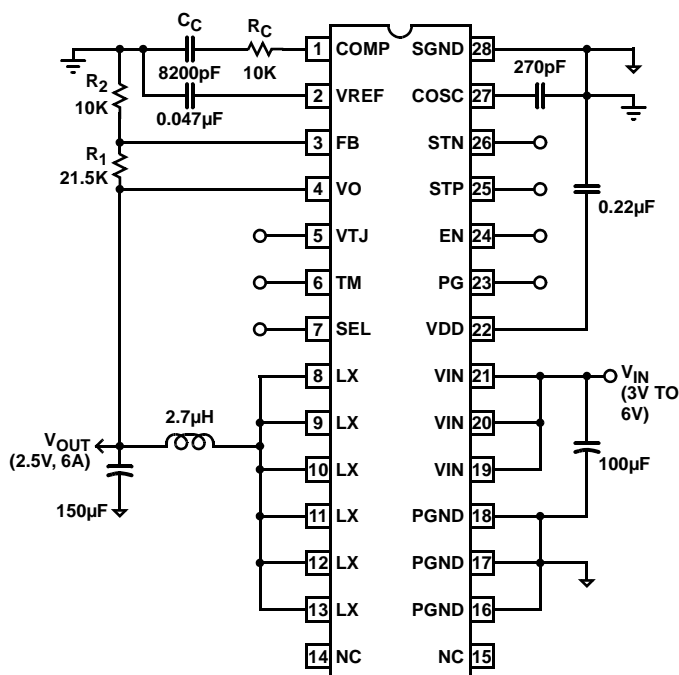 C_C R_C
1 COMP SGND 28
8200pF 10K 270pF
R_2 10K
2 VREF COSC 27
0.047µF
3 FB STN 26
R_1 21.5K
4 VO STP 25
0.22µF
5 VTJ EN 24
6 TM PG 23
7 SEL VDD 22
8 LX VIN 21
V_IN
(3V TO
6V)
2.7µH
9 LX VIN 20
V_OUT
(2.5V, 6A)
10 LX VIN 19
100µF
150µF
11 LX PGND 18
12 LX PGND 17
13 LX PGND 16
14 NC NC 15